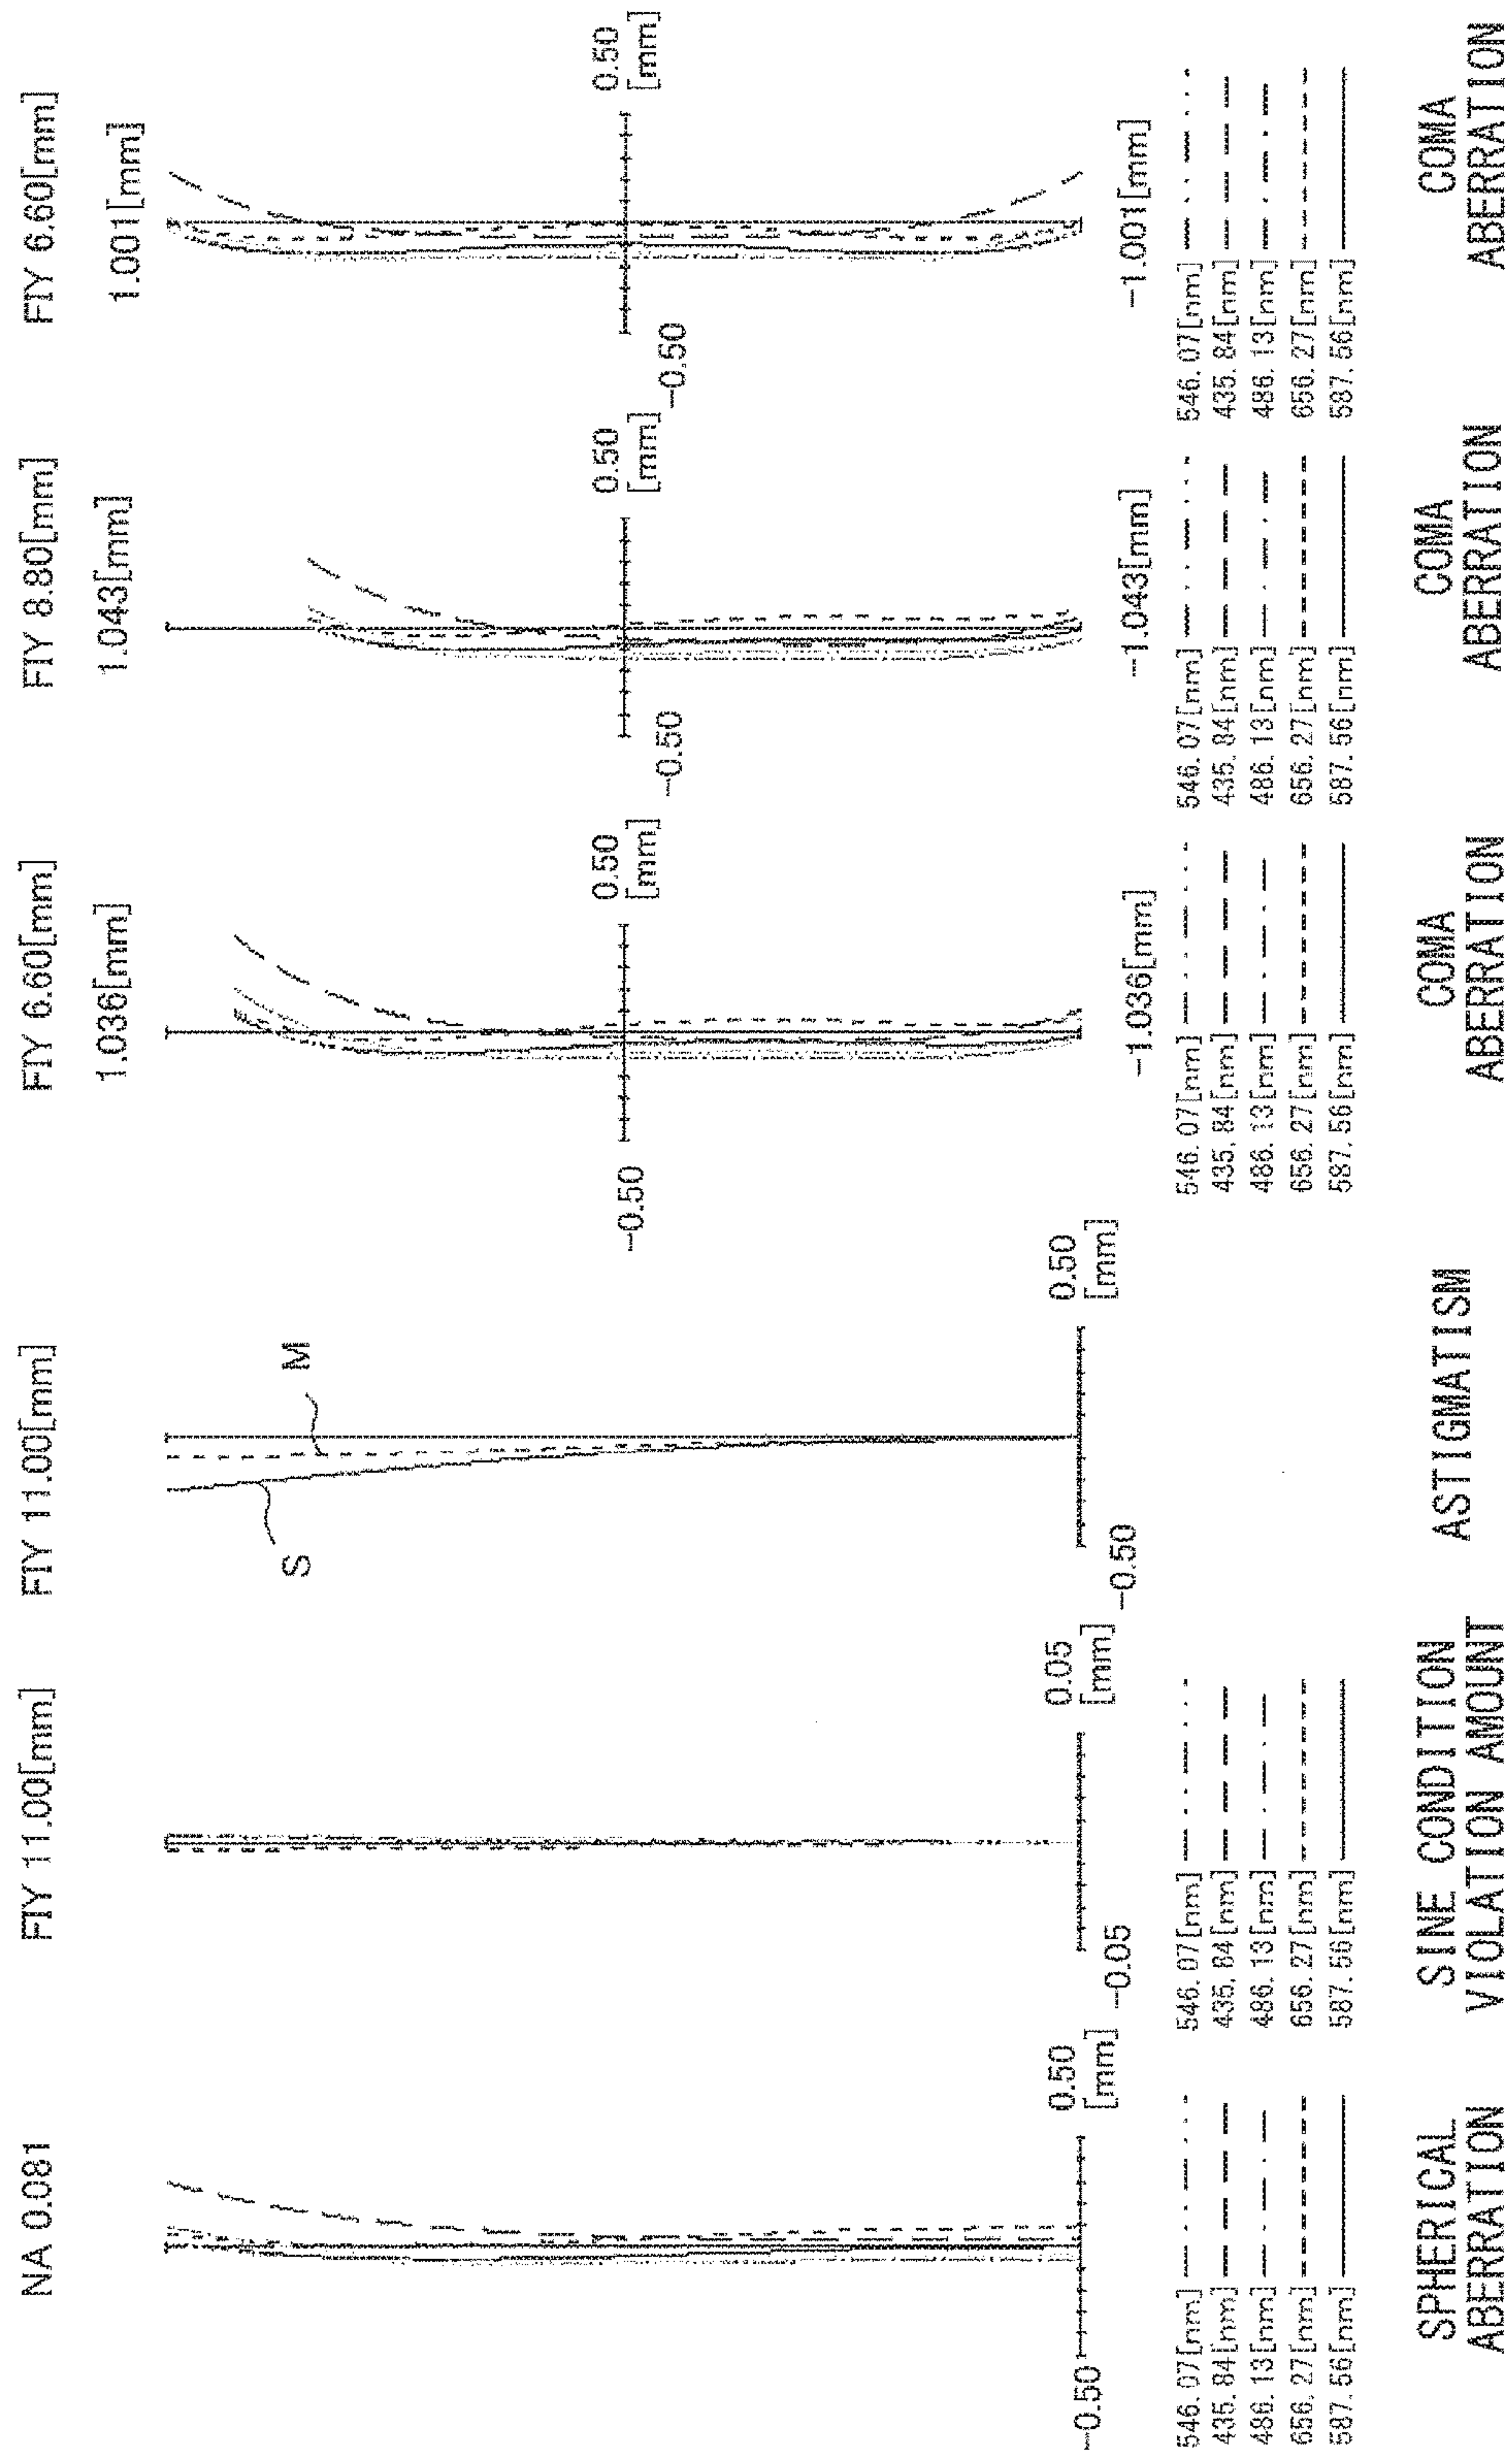 NA 0.081
0.50
[mm]
-0.50
546.07[nm]
435.84[nm]
486.13[nm]
656.27[nm]
587.56[nm]
SPHERICAL
ABERRATION
FIY 11.00[mm]
0.05
[mm]
-0.05
546.07[nm]
435.84[nm]
486.13[nm]
656.27[nm]
587.56[nm]
SINE CONDITION
VIOLATION AMOUNT
FIY 11.00[mm]
S
M
0.50
[mm]
-0.50
ASTIGMATISM
FIY 6.60[mm]
1.036[mm]
0.50
[mm]
-0.50
-1.036[mm]
546.07[nm]
435.84[nm]
486.13[nm]
656.27[nm]
587.56[nm]
COMA
ABERRATION
FIY 8.80[mm]
1.043[mm]
0.50
[mm]
-0.50
-1.043[mm]
546.07[nm]
435.84[nm]
486.13[nm]
656.27[nm]
587.56[nm]
COMA
ABERRATION
FIY 6.60[mm]
1.001[mm]
0.50
[mm]
-0.50
-1.001[mm]
546.07[nm]
435.84[nm]
486.13[nm]
656.27[nm]
587.56[nm]
COMA
ABERRATION